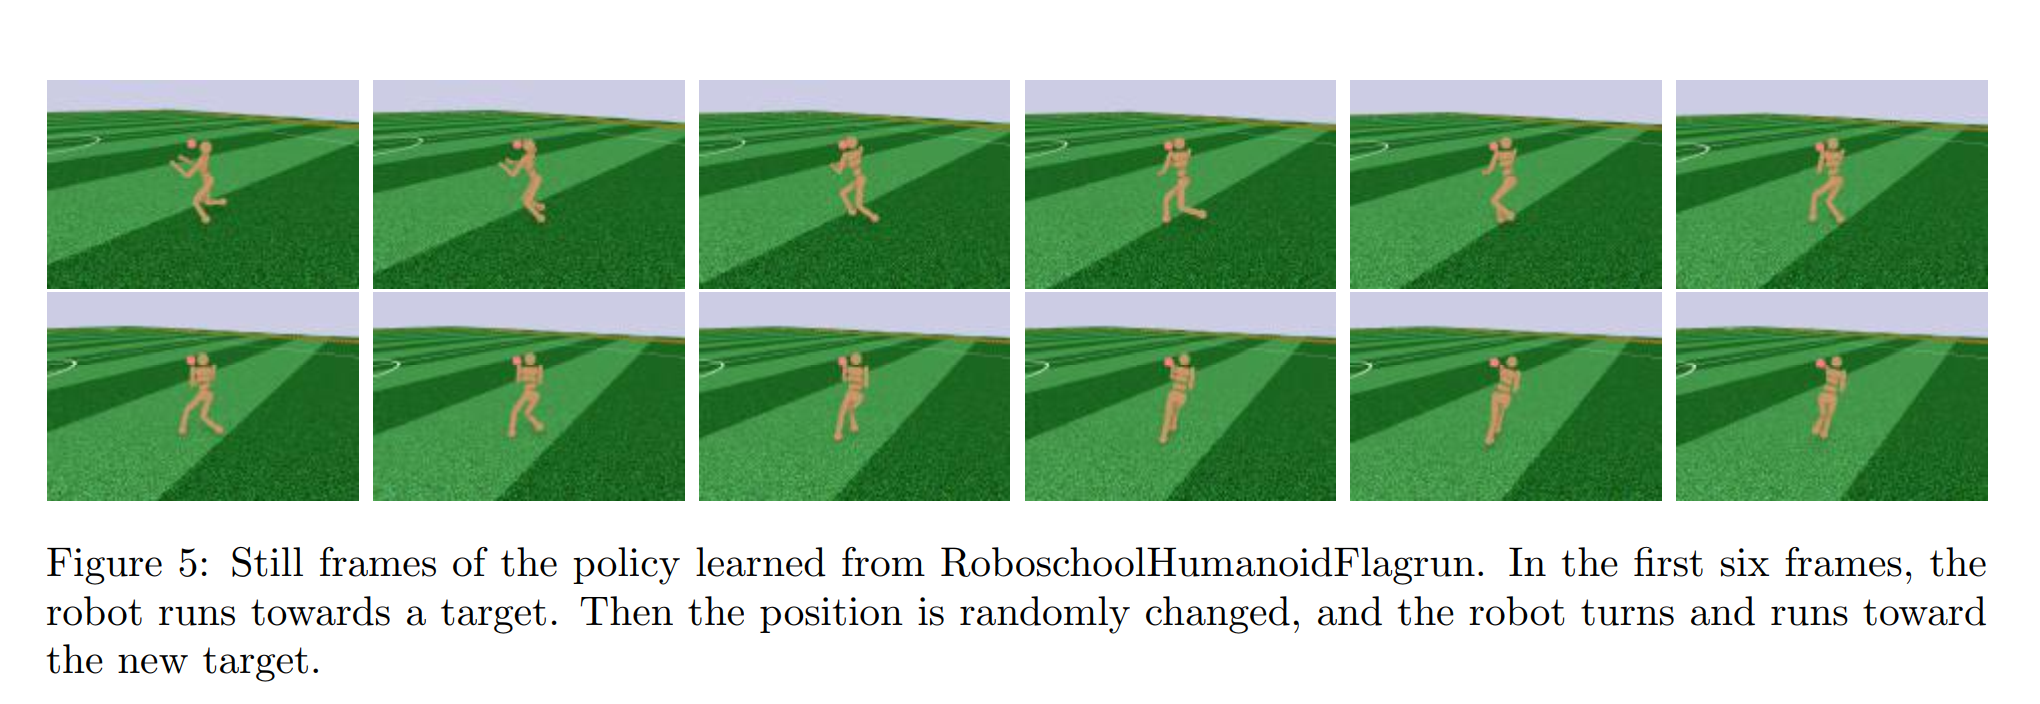 Figure 5: Still frames of the policy learned from RoboschoolHumanoidFlagrun. In the first six frames, the
robot runs towards a target. Then the position is randomly changed, and the robot turns and runs toward
the new target.